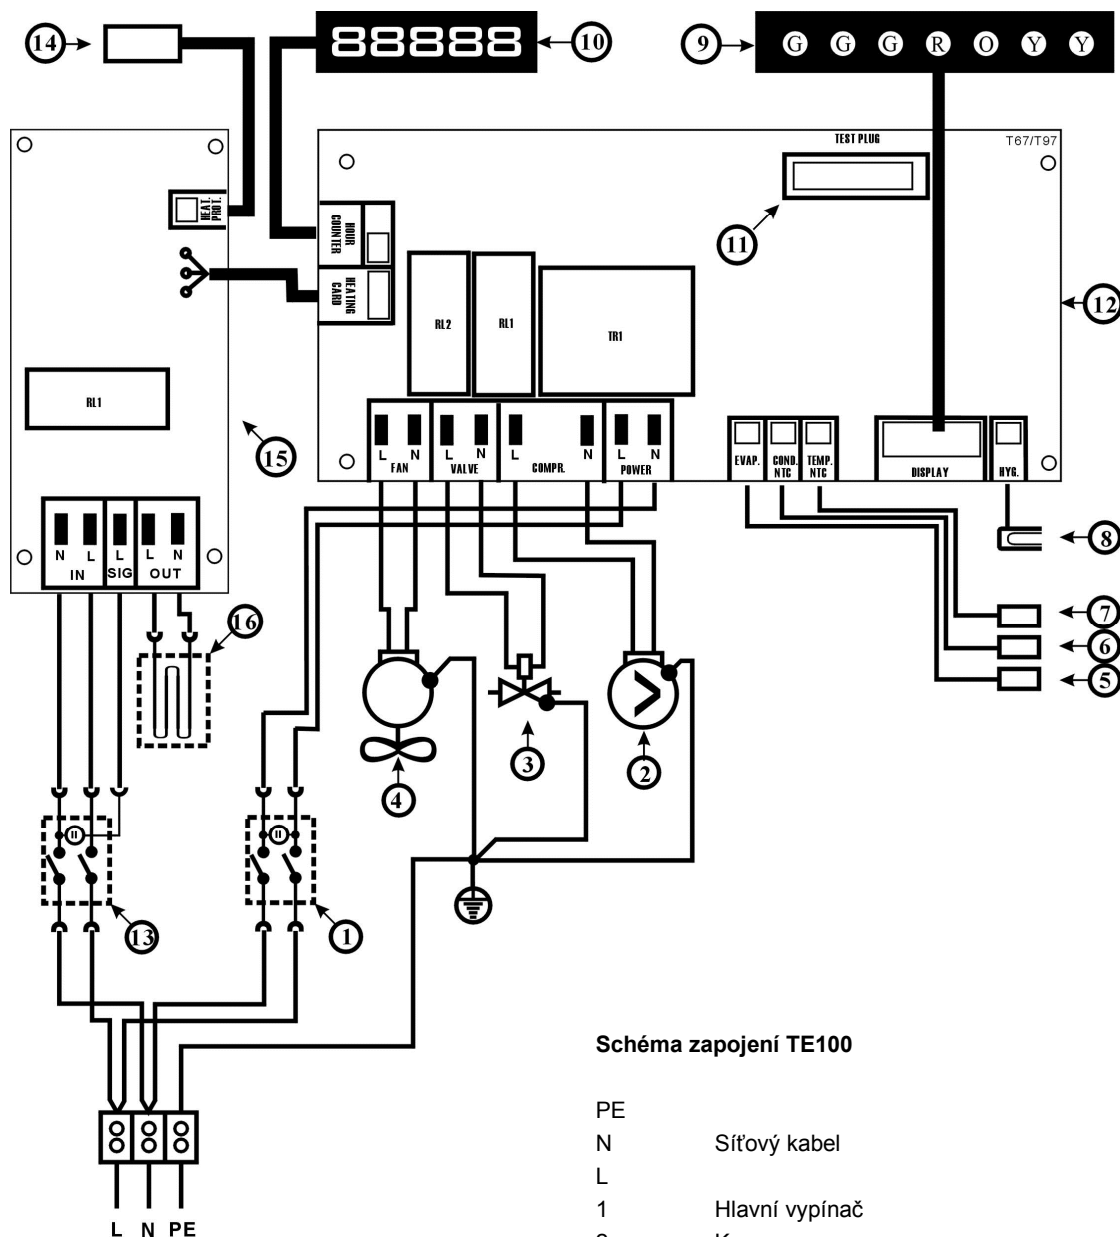 14
88888
10
9
G G G R O Y Y
TEST PLUG
T67/T97
HEAT.
PROT.
HOUR
COUNTER
HEATING
CARD
11
12
RL2
RL1
TR1
RL1
15
L N
FAN
L N
VALVE
L N
COMPR.
L N
POWER
EVAP.
COND.
NTC
TEMP.
NTC
DISPLAY
HYG.
8
N L L L N
IN SIG OUT
16
7
6
5
3
2
4
II
II
13
1
Schéma zapojení TE100
PE
N Síťový kabel
L
1 Hlavní vypínač
L N PE